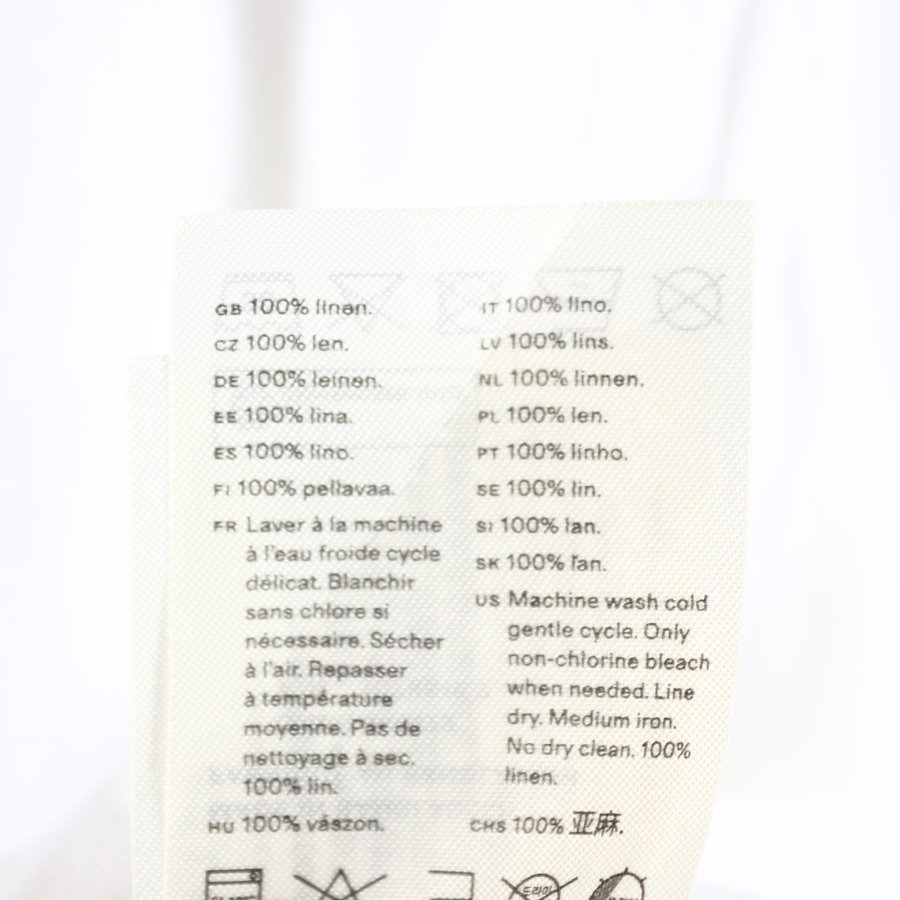 GB 100% linen.
CZ 100% len.
DE 100% leinen.
EE 100% lina.
ES 100% lino.
FI 100% pellavaa.
FR Laver à la machine
à l'eau froide cycle
délicat. Blanchir
sans chlore si
nécessaire. Sécher
à l'air. Repasser
à température
moyenne. Pas de
nettoyage à sec.
100% lin.
HU 100% vászon.
IT 100% lino.
LV 100% lins.
NL 100% linnen.
PL 100% len.
PT 100% linho.
SE 100% lin.
SI 100% lan.
SK 100% ľan.
US Machine wash cold
gentle cycle. Only
non-chlorine bleach
when needed. Line
dry. Medium iron.
No dry clean. 100%
linen.
CHS 100% 亚麻.
드라이